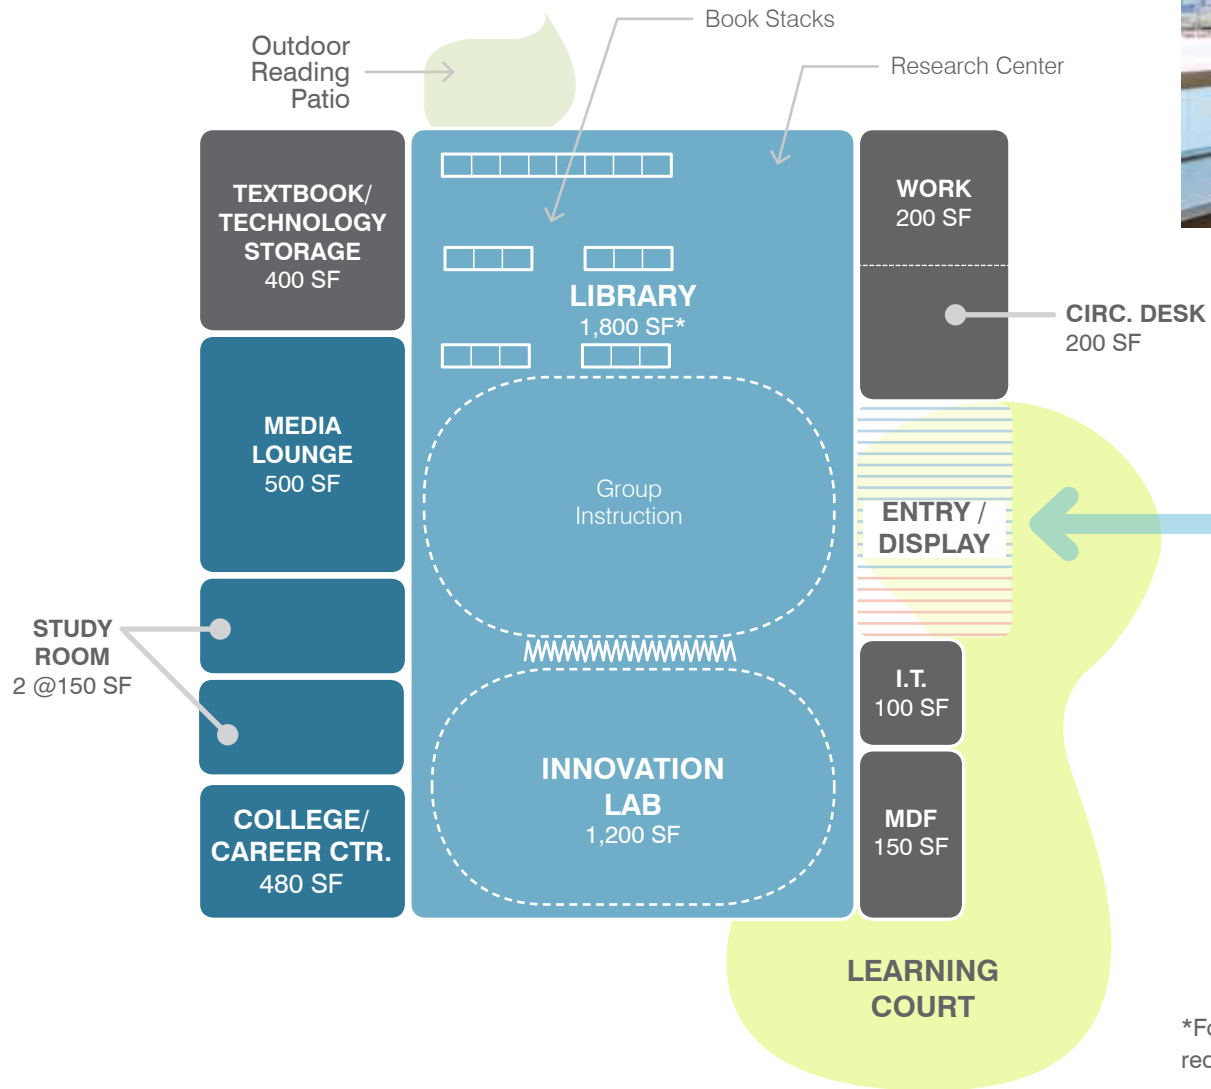 Book Stacks
Outdoor
Reading
Patio
Research Center
TEXTBOOK/
TECHNOLOGY
STORAGE
400 SF
WORK
200 SF
LIBRARY
1,800 SF*
CIRC. DESK
200 SF
MEDIA
LOUNGE
500 SF
Group
Instruction
ENTRY /
DISPLAY
STUDY
ROOM
2 @150 SF
I.T.
100 SF
INNOVATION
LAB
1,200 SF
COLLEGE/
CAREER CTR.
480 SF
MDF
150 SF
LEARNING
COURT